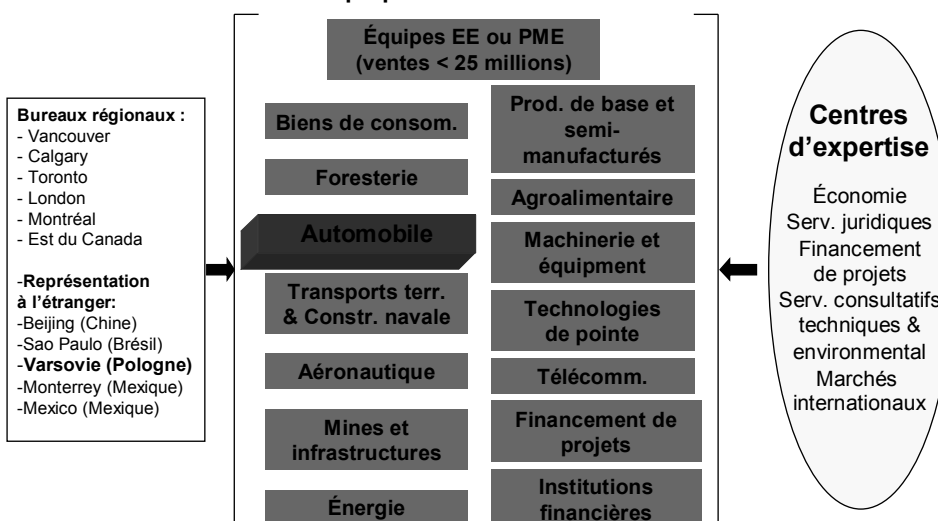 Équipes EE ou PME
(ventes < 25 millions)
Bureaux régionaux :
- Vancouver
- Calgary
- Toronto
- London
- Montréal
- Est du Canada
-Représentation
à l’étranger:
-Beijing (Chine)
-Sao Paulo (Brésil)
-Varsovie (Pologne)
-Monterrey (Mexique)
-Mexico (Mexique)
Biens de consom.
Foresterie
Automobile
Transports terr.
& Constr. navale
Aéronautique
Mines et
infrastructures
Énergie
Prod. de base et
semi-
manufacturés
Agroalimentaire
Machinerie et
équipment
Technologies
de pointe
Télécomm.
Financement de
projets
Institutions
financières
Centres
d’expertise
Économie
Serv. juridiques
Financement
de projets
Serv. consultatifs
techniques &
environmental
Marchés
internationaux